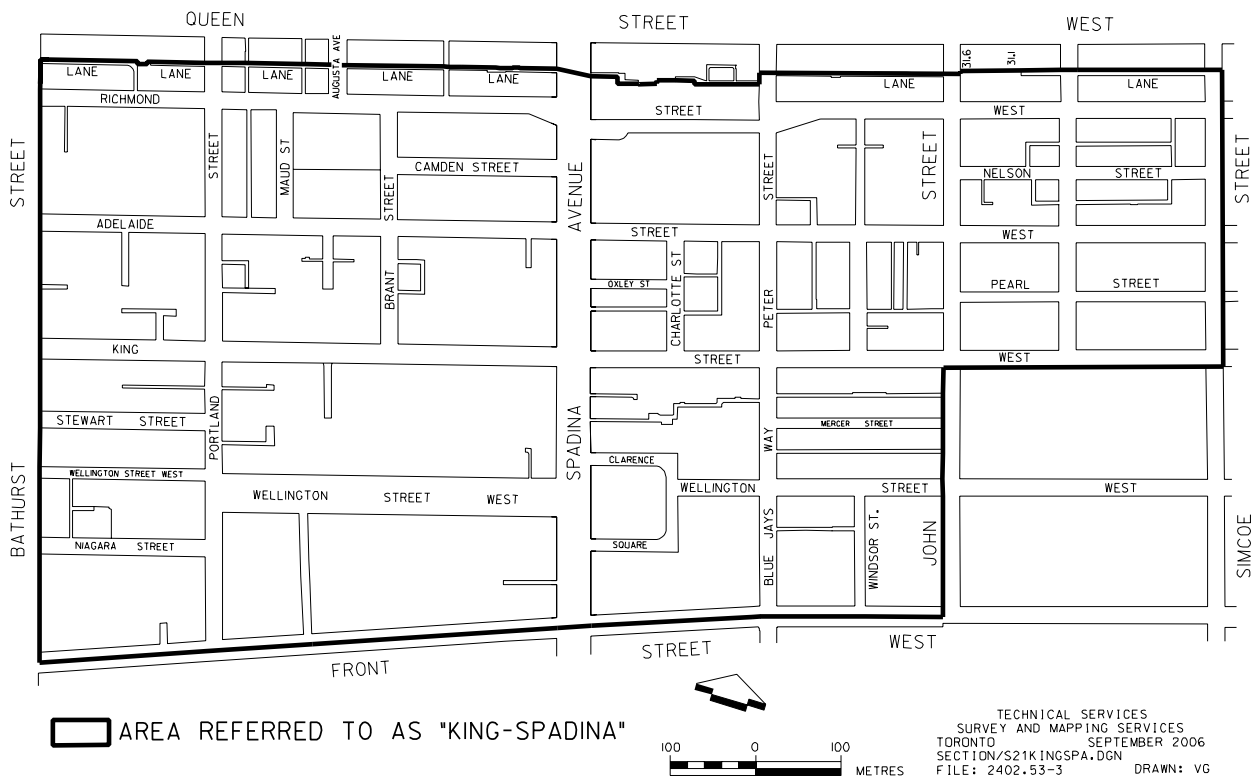 QUEEN STREET WEST
AUGUSTA AVE
31.6 31.1
LANE LANE LANE LANE LANE LANE LANE
RICHMOND STREET WEST
STREET
STREET
MAUD ST
STREET
CAMDEN STREET
AVENUE
STREET
STREET
NELSON STREET
STREET
ADELAIDE STREET WEST
BRANT
OXLEY ST
CHARLOTTE ST
PETER
PEARL STREET
KING STREET WEST
STEWART STREET
PORTLAND
SPADINA
MERCER STREET
WAY
CLARENCE
WELLINGTON STREET WEST
WELLINGTON STREET WEST
WELLINGTON STREET WEST
BATHURST
NIAGARA STREET
SQUARE
BLUE JAYS
WINDSOR ST.
JOHN
SIMCOE
FRONT STREET WEST
AREA REFERRED TO AS "KING-SPADINA"
100 0 100
METRES
TECHNICAL SERVICES
SURVEY AND MAPPING SERVICES
TORONTO SEPTEMBER 2006
SECTION/S21KINGSPA.DGN
FILE: 2402.53-3 DRAWN: VG